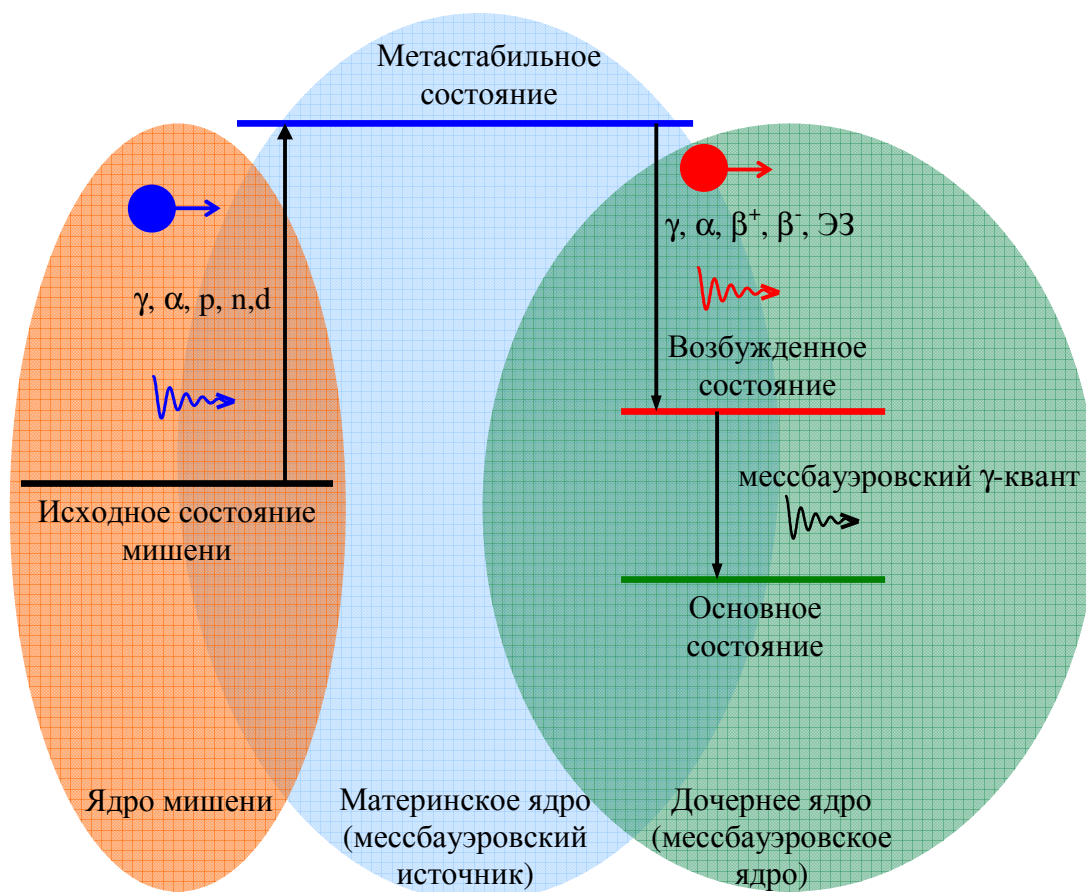 Метастабильное
состояние
γ, α, p, n,d
γ, α, β⁺, β⁻, ЭЗ
Возбужденное
состояние
мессбауэровский γ-квант
Исходное состояние
мишени
Основное
состояние
Ядро мишени
Материнское ядро
(мессбауэровский
источник)
Дочернее ядро
(мессбауэровское
ядро)